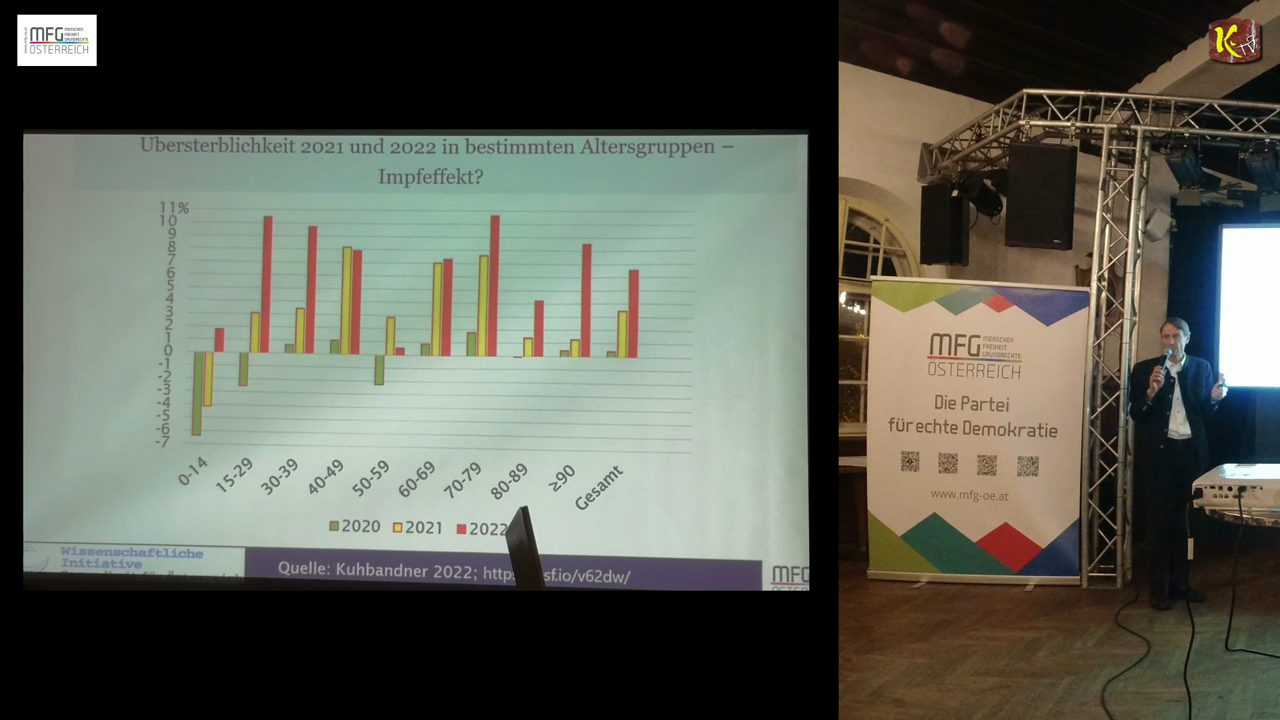 MFG
MENSCHEN
FREIHEIT
GRUNDRECHTE
ÖSTERREICH
KTV
Übersterblichkeit 2021 und 2022 in bestimmten Altersgruppen –
Impfeffekt?
11%
10
9
8
7
6
5
4
3
2
1
0
-1
-2
-3
-4
-5
-6
-7
0-14
15-29
30-39
40-49
50-59
60-69
70-79
80-89
≥90
Gesamt
2020
2021
2022
Wissenschaftliche
Initiative
Quelle: Kuhbandner 2022; https sf.io/v62dw/
MFG
MFG
MENSCHEN
FREIHEIT
GRUNDRECHTE
ÖSTERREICH
Die Partei
für echte Demokratie
www.mfg-oe.at